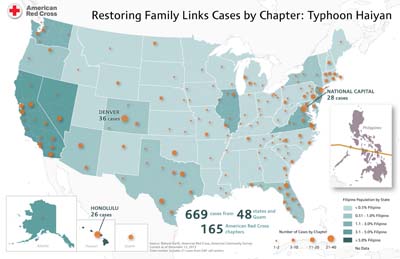 American
Red Cross
Restoring Family Links Cases by Chapter: Typhoon Haiyan
NATIONAL CAPITAL
28 cases
DENVER
36 cases
Philippines
HONOLULU
26 cases
669 cases from 48 states and
Guam
165 American Red Cross
chapters
Filipino Population by State
< 0.1% Filipino
0.11 - 1.0% Filipino
1.1 - 3.0% Filipino
3.1 - 5.0% Filipino
> 5.0% Filipino
No Data
Number of Cases by Chapter
1-2
3-10
11-20
21-40
Alaska
Hawaii
Guam